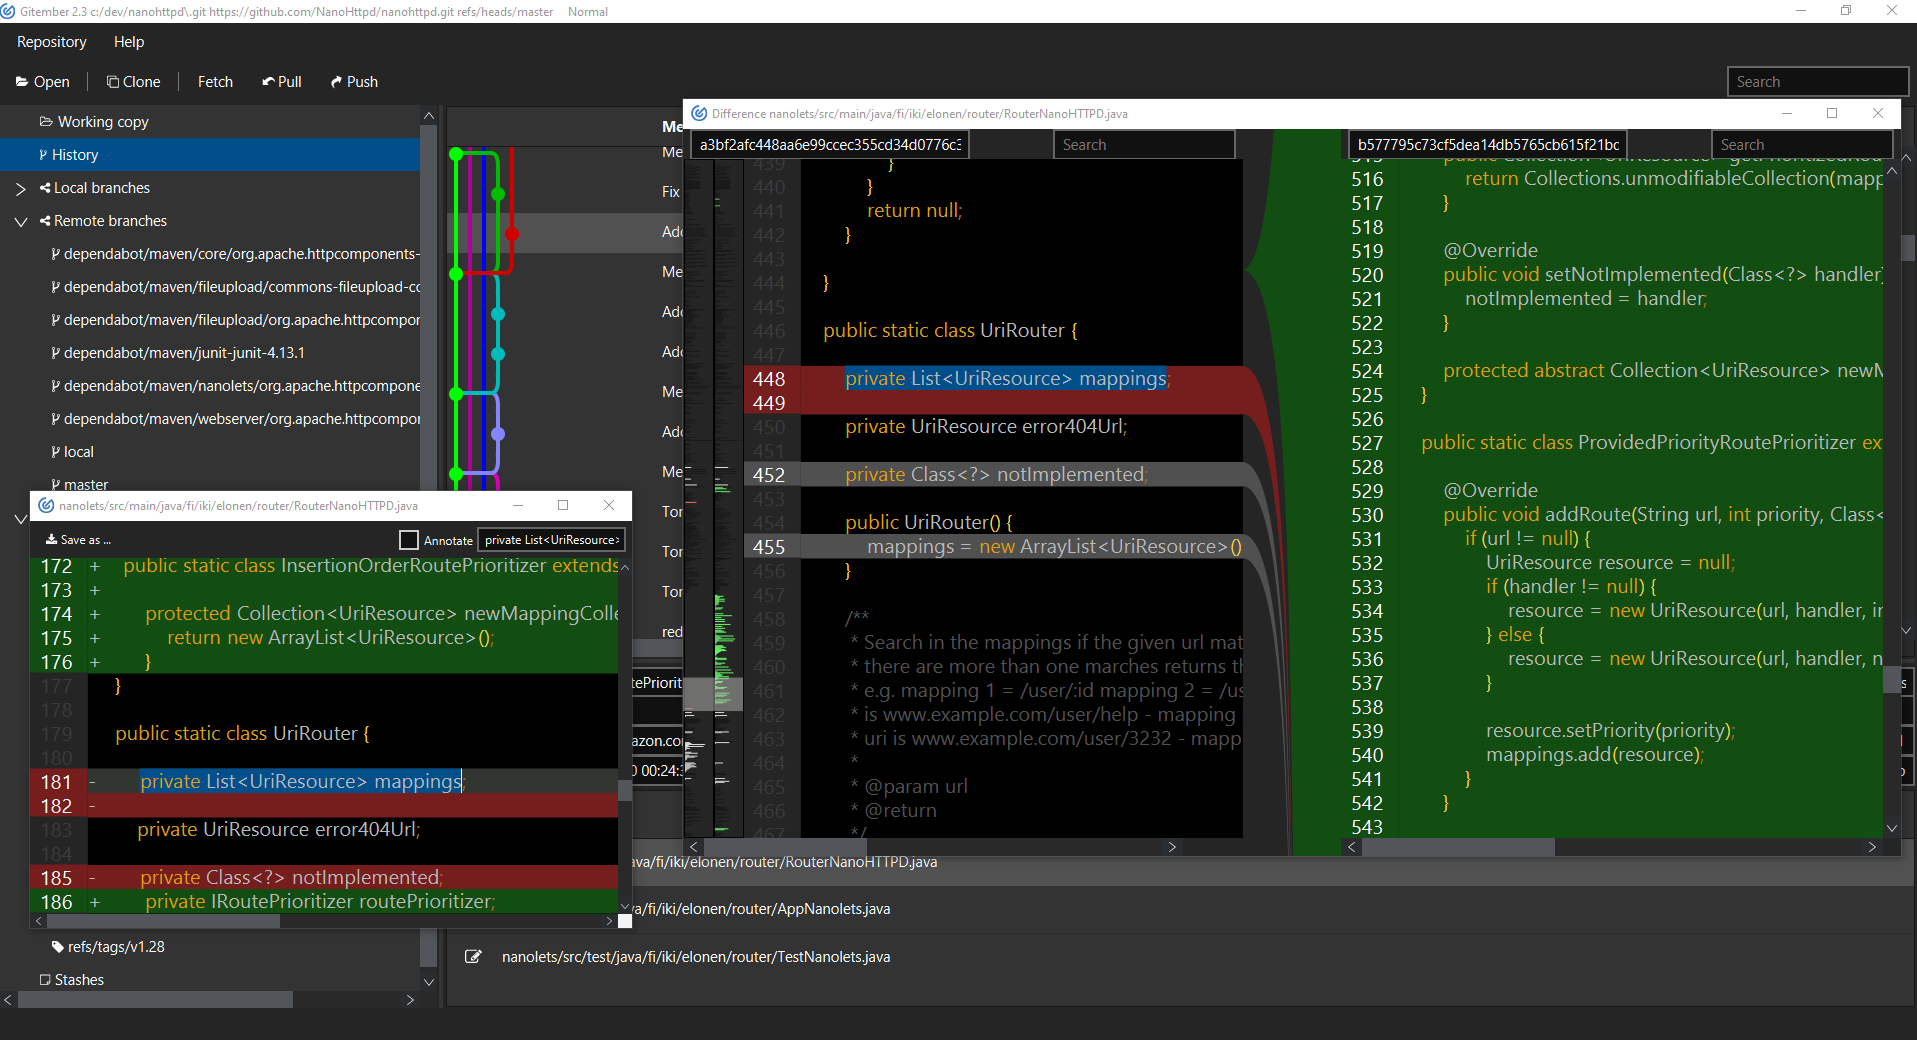 Gitember 2.3 c:/dev/nanohttpd\.git https://github.com/NanoHttpd/nanohttpd.git refs/heads/master Normal
Repository Help
Open Clone Fetch Pull Push
Search
Working copy
History
Local branches
Remote branches
dependabot/maven/core/org.apache.httpcomponents-
dependabot/maven/fileupload/commons-fileupload-co
dependabot/maven/fileupload/org.apache.httpcompor
dependabot/maven/junit-junit-4.13.1
dependabot/maven/nanolets/org.apache.httpcompone
dependabot/maven/webserver/org.apache.httpcompor
local
master
refs/tags/v1.28
Stashes
Me
Me
Fix
Adc
Me
Adc
Adc
Me
Adc
Me
Tor
Tor
Tor
red
tePriorit
azon.co
0 00:24:3
ava/fi/iki/elonen/router/RouterNanoHTTPD.java
/a/fi/iki/elonen/router/AppNanolets.java
nanolets/src/test/java/fi/iki/elonen/router/TestNanolets.java
nanolets/src/main/java/fi/iki/elonen/router/RouterNanoHTTPD.java
Save as ... Annotate private List<UriResource>
172 + public static class InsertionOrderRoutePrioritizer extends
173 +
174 + protected Collection<UriResource> newMappingColle
175 + return new ArrayList<UriResource>();
176 + }
177 }
178
179 public static class UriRouter {
180
181 - private List<UriResource> mappings;
182 -
183 private UriResource error404Url;
184
185 - private Class<?> notImplemented;
186 + private IRoutePrioritizer routePrioritizer;
Difference nanolets/src/main/java/fi/iki/elonen/router/RouterNanoHTTPD.java
a3bf2afc448aa6e99ccec355cd34d0776c3 Search
439 }
440 }
441 return null;
442 }
443
444 }
445
446 public static class UriRouter {
447
448 private List<UriResource> mappings;
449
450 private UriResource error404Url;
451
452 private Class<?> notImplemented;
453
454 public UriRouter() {
455 mappings = new ArrayList<UriResource>()
456 }
457
458 /**
459 * Search in the mappings if the given url mat
460 * there are more than one marches returns th
461 * e.g. mapping 1 = /user/:id mapping 2 = /us
462 * is www.example.com/user/help - mapping
463 * uri is www.example.com/user/3232 - mapp
464 *
465 * @param url
466 * @return
467 */
b577795c73cf5dea14db5765cb615f21bc Search
516 return Collections.unmodifiableCollection(mapp
517 }
518
519 @Override
520 public void setNotImplemented(Class<?> handler)
521 notImplemented = handler;
522 }
523
524 protected abstract Collection<UriResource> newM
525 }
526
527 public static class ProvidedPriorityRoutePrioritizer ex
528
529 @Override
530 public void addRoute(String url, int priority, Class<
531 if (url != null) {
532 UriResource resource = null;
533 if (handler != null) {
534 resource = new UriResource(url, handler, in
535 } else {
536 resource = new UriResource(url, handler, n
537 }
538
539 resource.setPriority(priority);
540 mappings.add(resource);
541 }
542 }
543